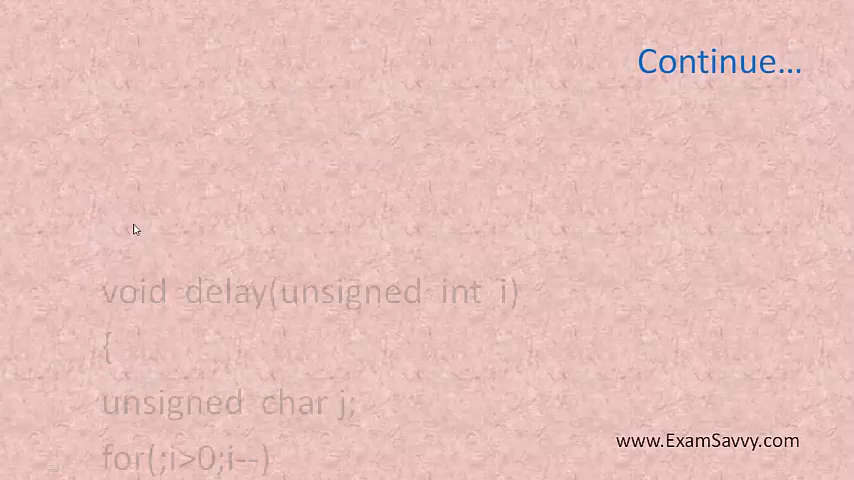 Continue...
void delay(unsigned int i)
{
unsigned char j;
for(;i>0;i--)
www.ExamSavvy.com